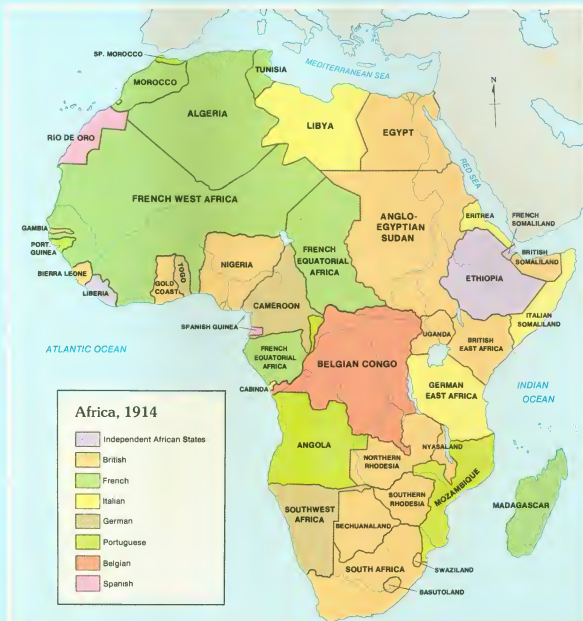 SP. MOROCCO
MEDITERRANEAN SEA
TUNISIA
MOROCCO
N
ALGERIA
LIBYA
EGYPT
RIO DE ORO
RED SEA
FRENCH WEST AFRICA
FRENCH
SOMALILAND
ERITREA
ANGLO-
EGYPTIAN
SUDAN
GAMBIA
PORT.
GUINEA
FRENCH
EQUATORIAL
AFRICA
BRITISH
SOMALILAND
NIGERIA
BIERRA LEONE
GOLD
COAST
TOGO
ETHIOPIA
LIBERIA
CAMEROON
ITALIAN
SOMALILAND
SPANISH GUINEA
UGANDA
BRITISH
EAST AFRICA
ATLANTIC OCEAN
FRENCH
EQUATORIAL
AFRICA
BELGIAN CONGO
INDIAN
OCEAN
CABINDA
GERMAN
EAST AFRICA
Africa, 1914
Independent African States
British
French
Italian
German
Portuguese
Belgian
Spanish
ANGOLA
NYASALAND
NORTHERN
RHODESIA
MOZAMBIQUE
SOUTHERN
RHODESIA
MADAGASCAR
SOUTHWEST
AFRICA
BECHUANALAND
SWAZILAND
SOUTH AFRICA
BASUTOLAND